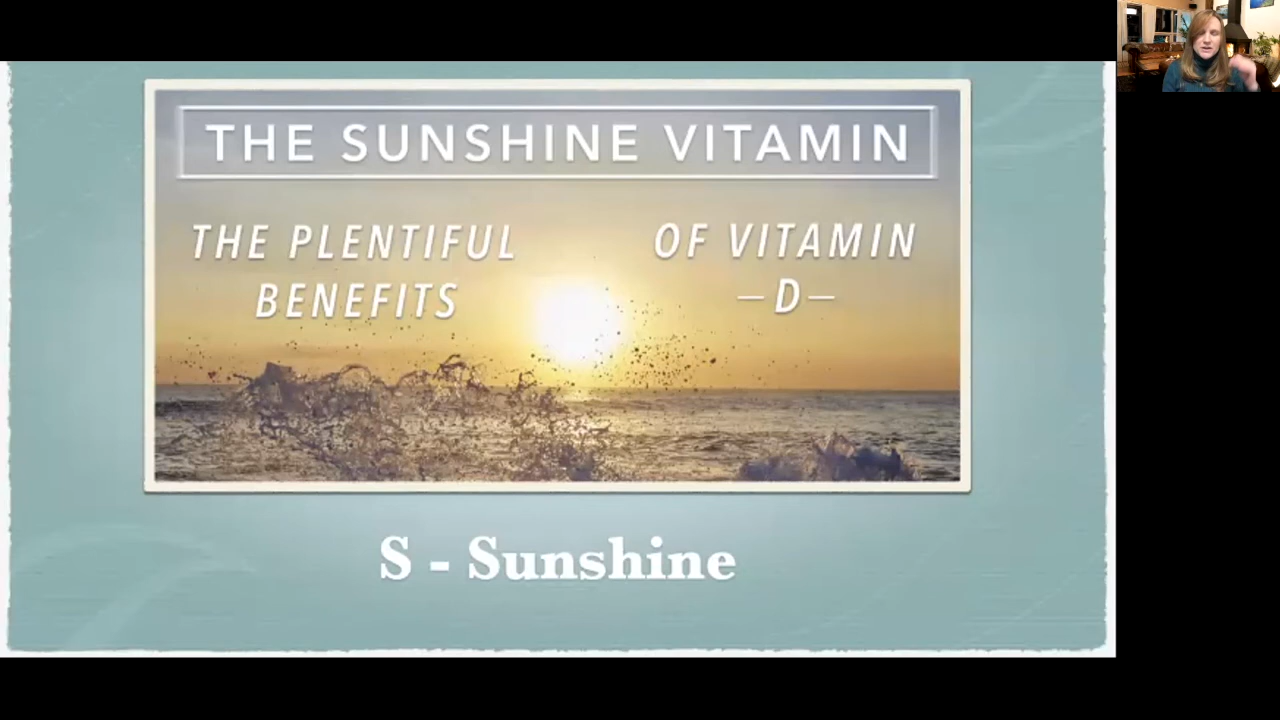 THE SUNSHINE VITAMIN
THE PLENTIFUL
BENEFITS
OF VITAMIN
–D–
S - Sunshine